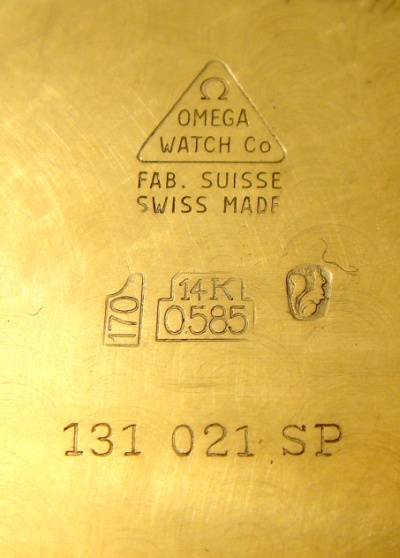 Ω
OMEGA
WATCH Co
FAB. SUISSE
SWISS MADE
170
14K
0.585
131 021 SP